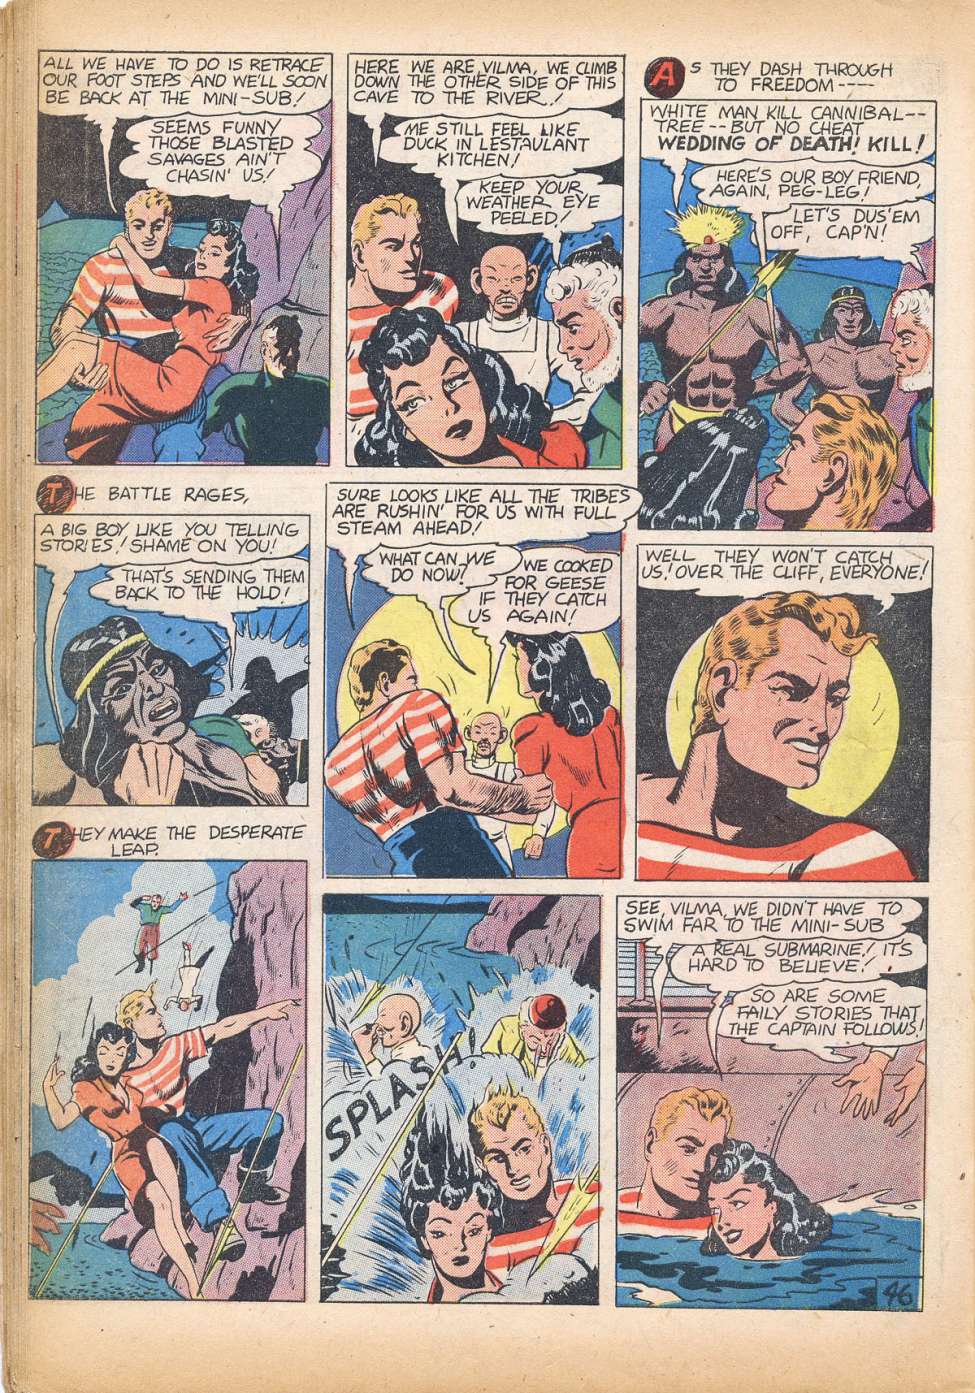 ALL WE HAVE TO DO IS RETRACE
OUR FOOT STEPS AND WE'LL SOON
BE BACK AT THE MINI-SUB!
SEEMS FUNNY
THOSE BLASTED
SAVAGES AIN'T
CHASIN' US!
HERE WE ARE, VILMA, WE CLIMB
DOWN THE OTHER SIDE OF THIS
CAVE TO THE RIVER..!
ME STILL FEEL LIKE
DUCK IN LESTAULANT
KITCHEN!
KEEP YOUR
WEATHER EYE
PEELED!
AS THEY DASH THROUGH
TO FREEDOM----
WHITE MAN KILL CANNIBAL--
TREE--BUT NO CHEAT
WEDDING OF DEATH! KILL!
HERE'S OUR BOY FRIEND,
AGAIN, PEG-LEG!
LET'S DUS'EM
OFF, CAP'N!
THE BATTLE RAGES,
A BIG BOY LIKE YOU TELLING
STORIES! SHAME ON YOU!
THAT'S SENDING THEM
BACK TO THE HOLD!
SURE LOOKS LIKE ALL THE TRIBES
ARE RUSHIN' FOR US WITH FULL
STEAM AHEAD!
WHAT CAN WE
DO NOW!
WE COOKED
FOR GEESE
IF THEY CATCH
US AGAIN!
WELL THEY WON'T CATCH
US! OVER THE CLIFF, EVERYONE!
THEY MAKE THE DESPERATE
LEAP.
SPLASH!
SEE, VILMA, WE DIDN'T HAVE TO
SWIM FAR TO THE MINI-SUB
A REAL SUBMARINE! IT'S
HARD TO BELIEVE!
SO ARE SOME
FAILY STORIES THAT
THE CAPTAIN FOLLOWS!
46